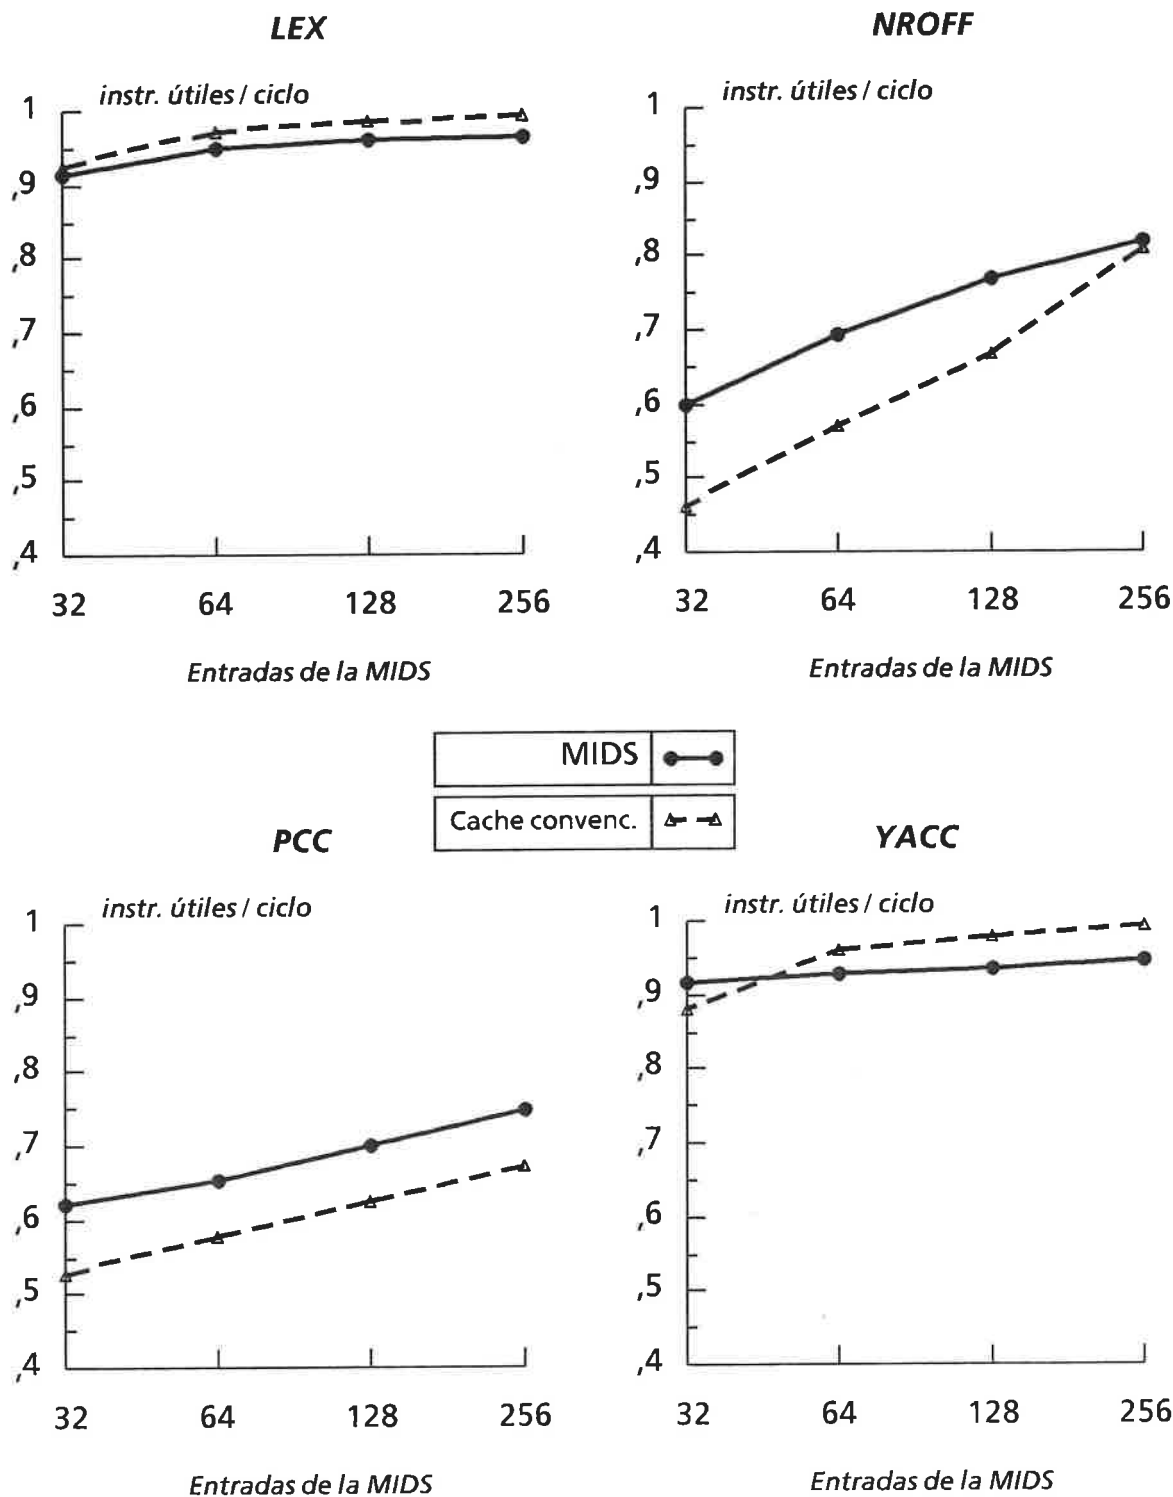 LEX
instr. útiles / ciclo
1
,9
,8
,7
,6
,5
,4
32 64 128 256
Entradas de la MIDS
NROFF
instr. útiles / ciclo
1
,9
,8
,7
,6
,5
,4
32 64 128 256
Entradas de la MIDS
MIDS
Cache convenc.
PCC
instr. útiles / ciclo
1
,9
,8
,7
,6
,5
,4
32 64 128 256
Entradas de la MIDS
YACC
instr. útiles / ciclo
1
,9
,8
,7
,6
,5
,4
32 64 128 256
Entradas de la MIDS